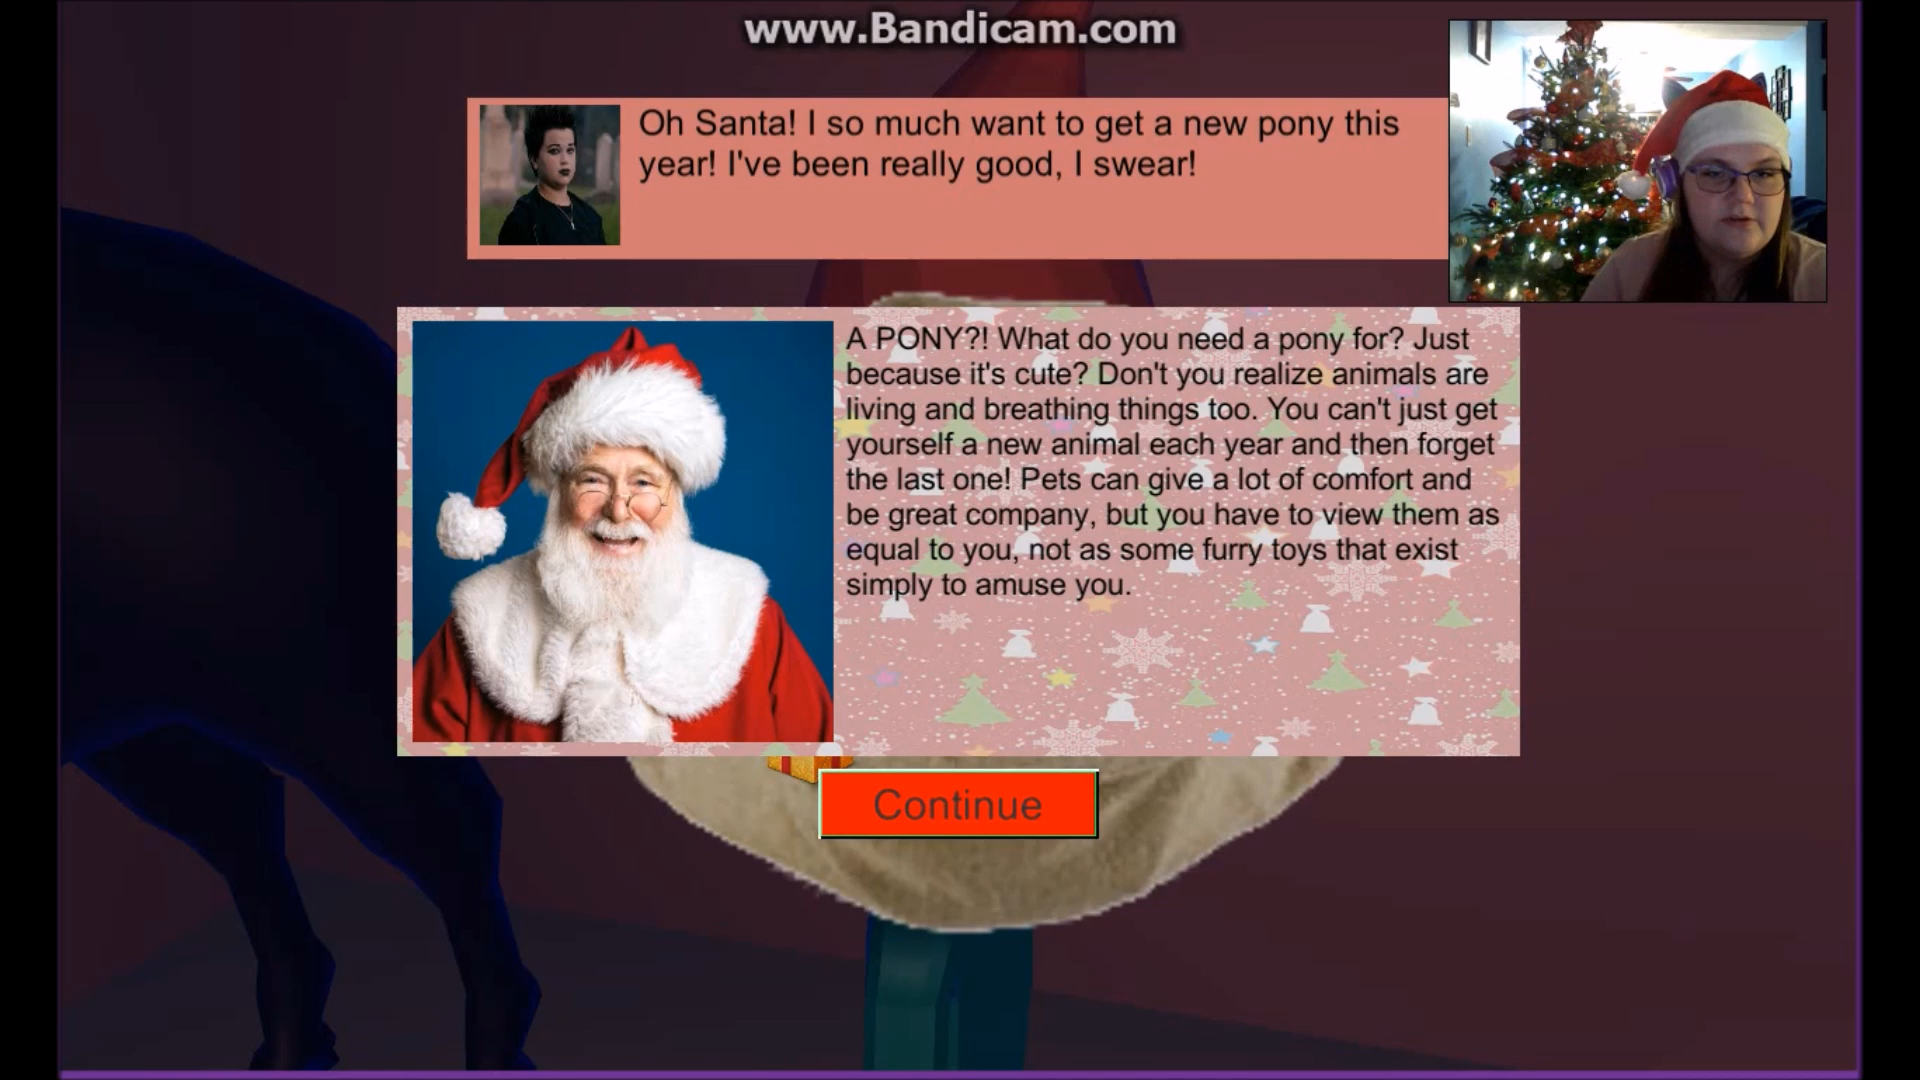 www.Bandicam.com
Oh Santa! I so much want to get a new pony this
year! I've been really good, I swear!
A PONY?! What do you need a pony for? Just
because it's cute? Don't you realize animals are
living and breathing things too. You can't just get
yourself a new animal each year and then forget
the last one! Pets can give a lot of comfort and
be great company, but you have to view them as
equal to you, not as some furry toys that exist
simply to amuse you.
Continue